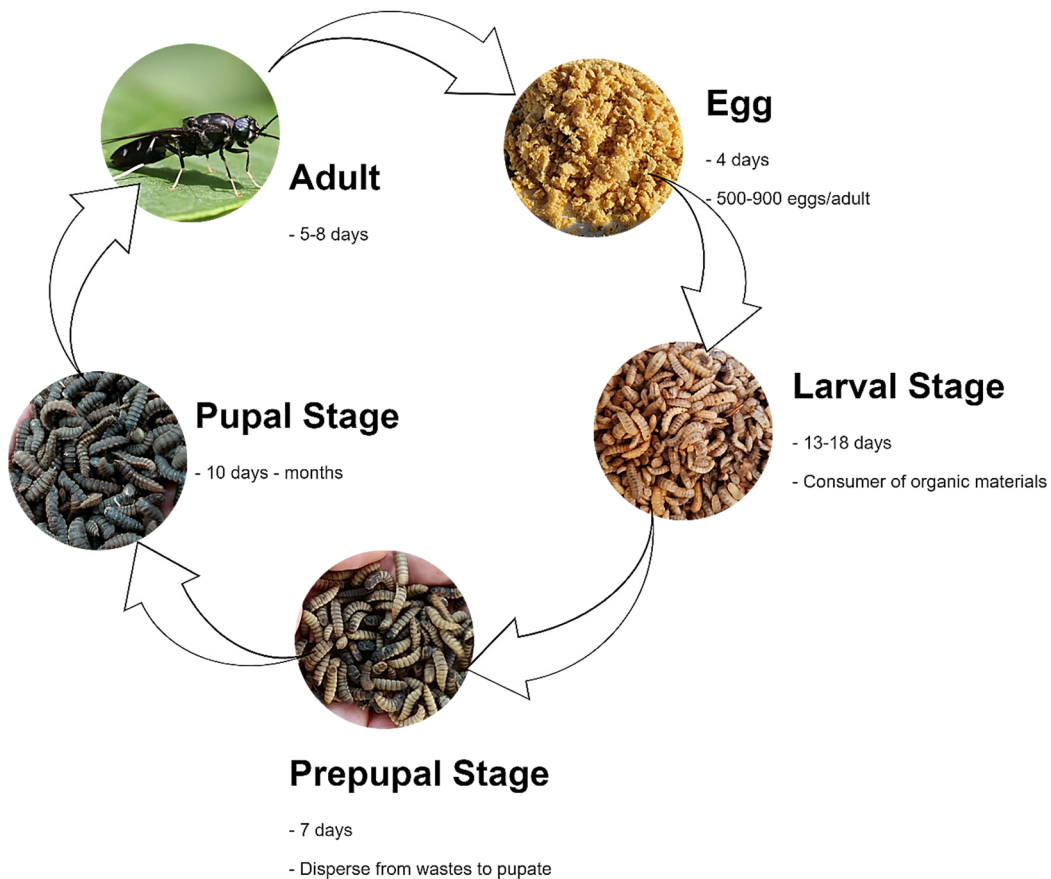 Adult
- 5-8 days
Egg
- 4 days
- 500-900 eggs/adult
Larval Stage
- 13-18 days
- Consumer of organic materials
Prepupal Stage
- 7 days
- Disperse from wastes to pupate
Pupal Stage
- 10 days - months